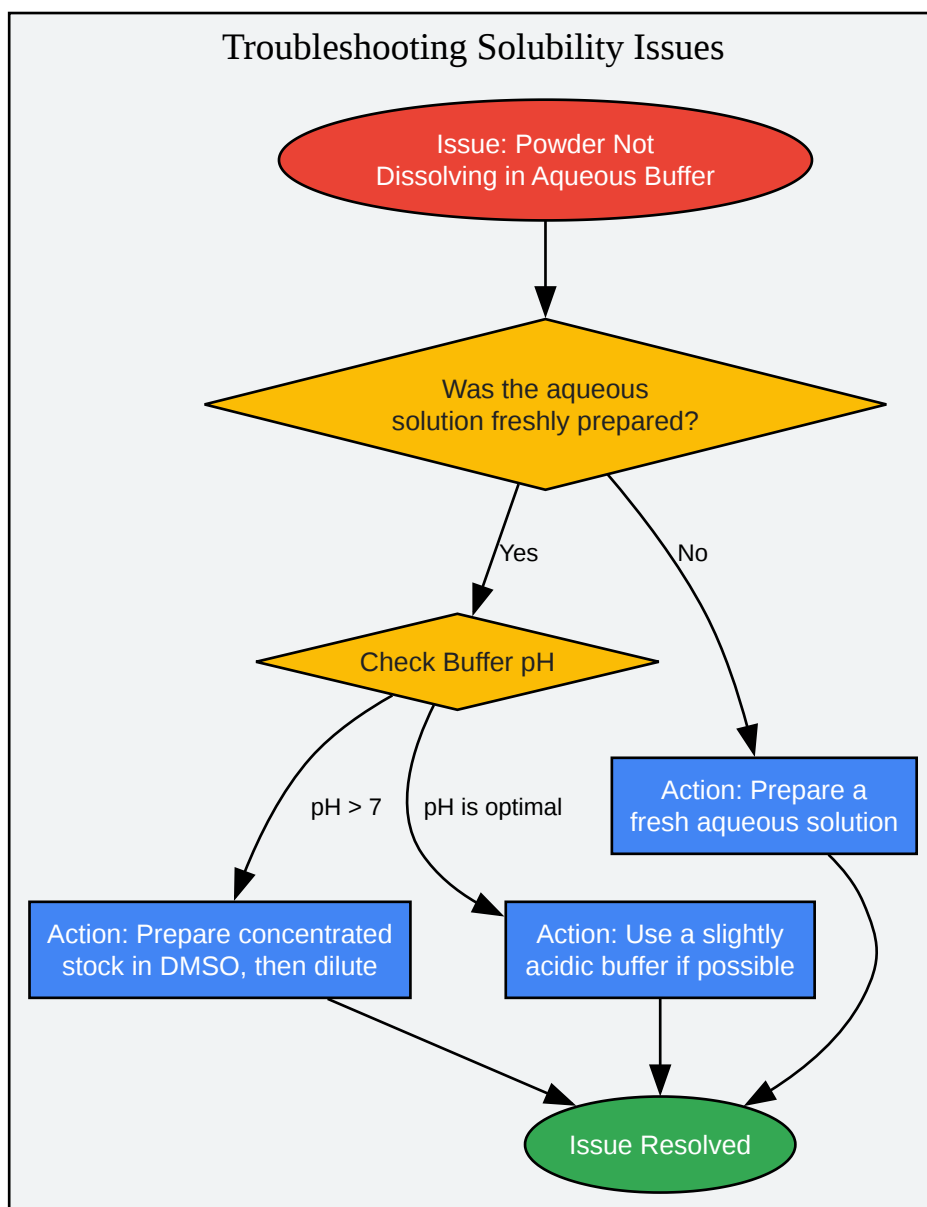 Troubleshooting Solubility Issues
Issue: Powder Not
Dissolving in Aqueous Buffer
Was the aqueous
solution freshly prepared?
Yes
No
Check Buffer pH
pH > 7
pH is optimal
Action: Prepare a
fresh aqueous solution
Action: Prepare concentrated
stock in DMSO, then dilute
Action: Use a slightly
acidic buffer if possible
Issue Resolved